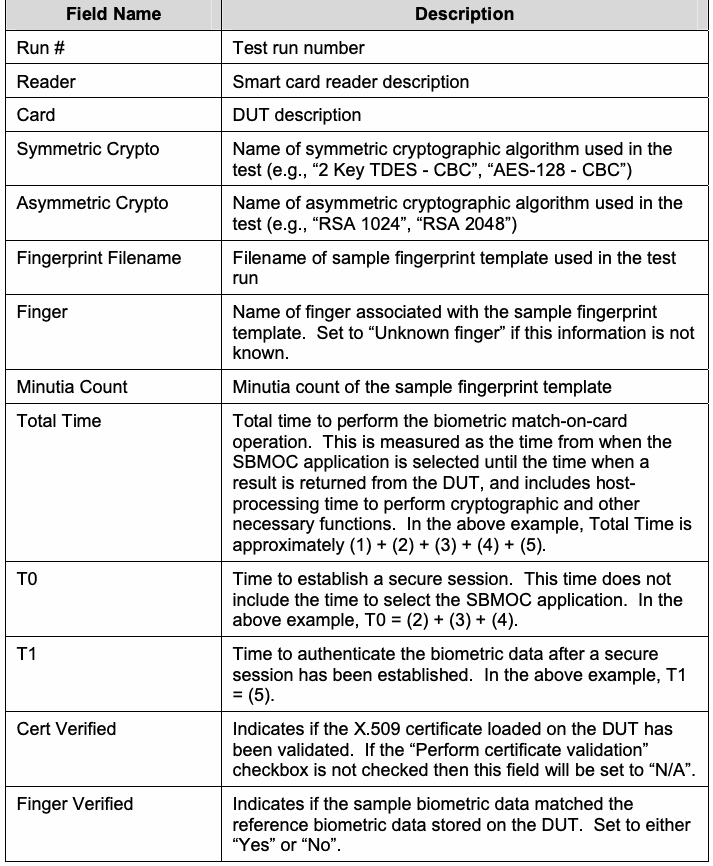 Field Name
Description
Run #
Test run number
Reader
Smart card reader description
Card
DUT description
Symmetric Crypto
Name of symmetric cryptographic algorithm used in the
test (e.g., “2 Key TDES - CBC”, “AES-128 - CBC”)
Asymmetric Crypto
Name of asymmetric cryptographic algorithm used in the
test (e.g., “RSA 1024”, “RSA 2048”)
Fingerprint Filename
Filename of sample fingerprint template used in the test
run
Finger
Name of finger associated with the sample fingerprint
template.  Set to “Unknown finger” if this information is not
known.
Minutia Count
Minutia count of the sample fingerprint template
Total Time
Total time to perform the biometric match-on-card
operation.  This is measured as the time from when the
SBMOC application is selected until the time when a
result is returned from the DUT, and includes host-
processing time to perform cryptographic and other
necessary functions.  In the above example, Total Time is
approximately (1) + (2) + (3) + (4) + (5).
T0
Time to establish a secure session.  This time does not
include the time to select the SBMOC application.  In the
above example, T0 = (2) + (3) + (4).
T1
Time to authenticate the biometric data after a secure
session has been established.  In the above example, T1
= (5).
Cert Verified
Indicates if the X.509 certificate loaded on the DUT has
been validated.  If the “Perform certificate validation”
checkbox is not checked then this field will be set to “N/A”.
Finger Verified
Indicates if the sample biometric data matched the
reference biometric data stored on the DUT.  Set to either
“Yes” or “No”.